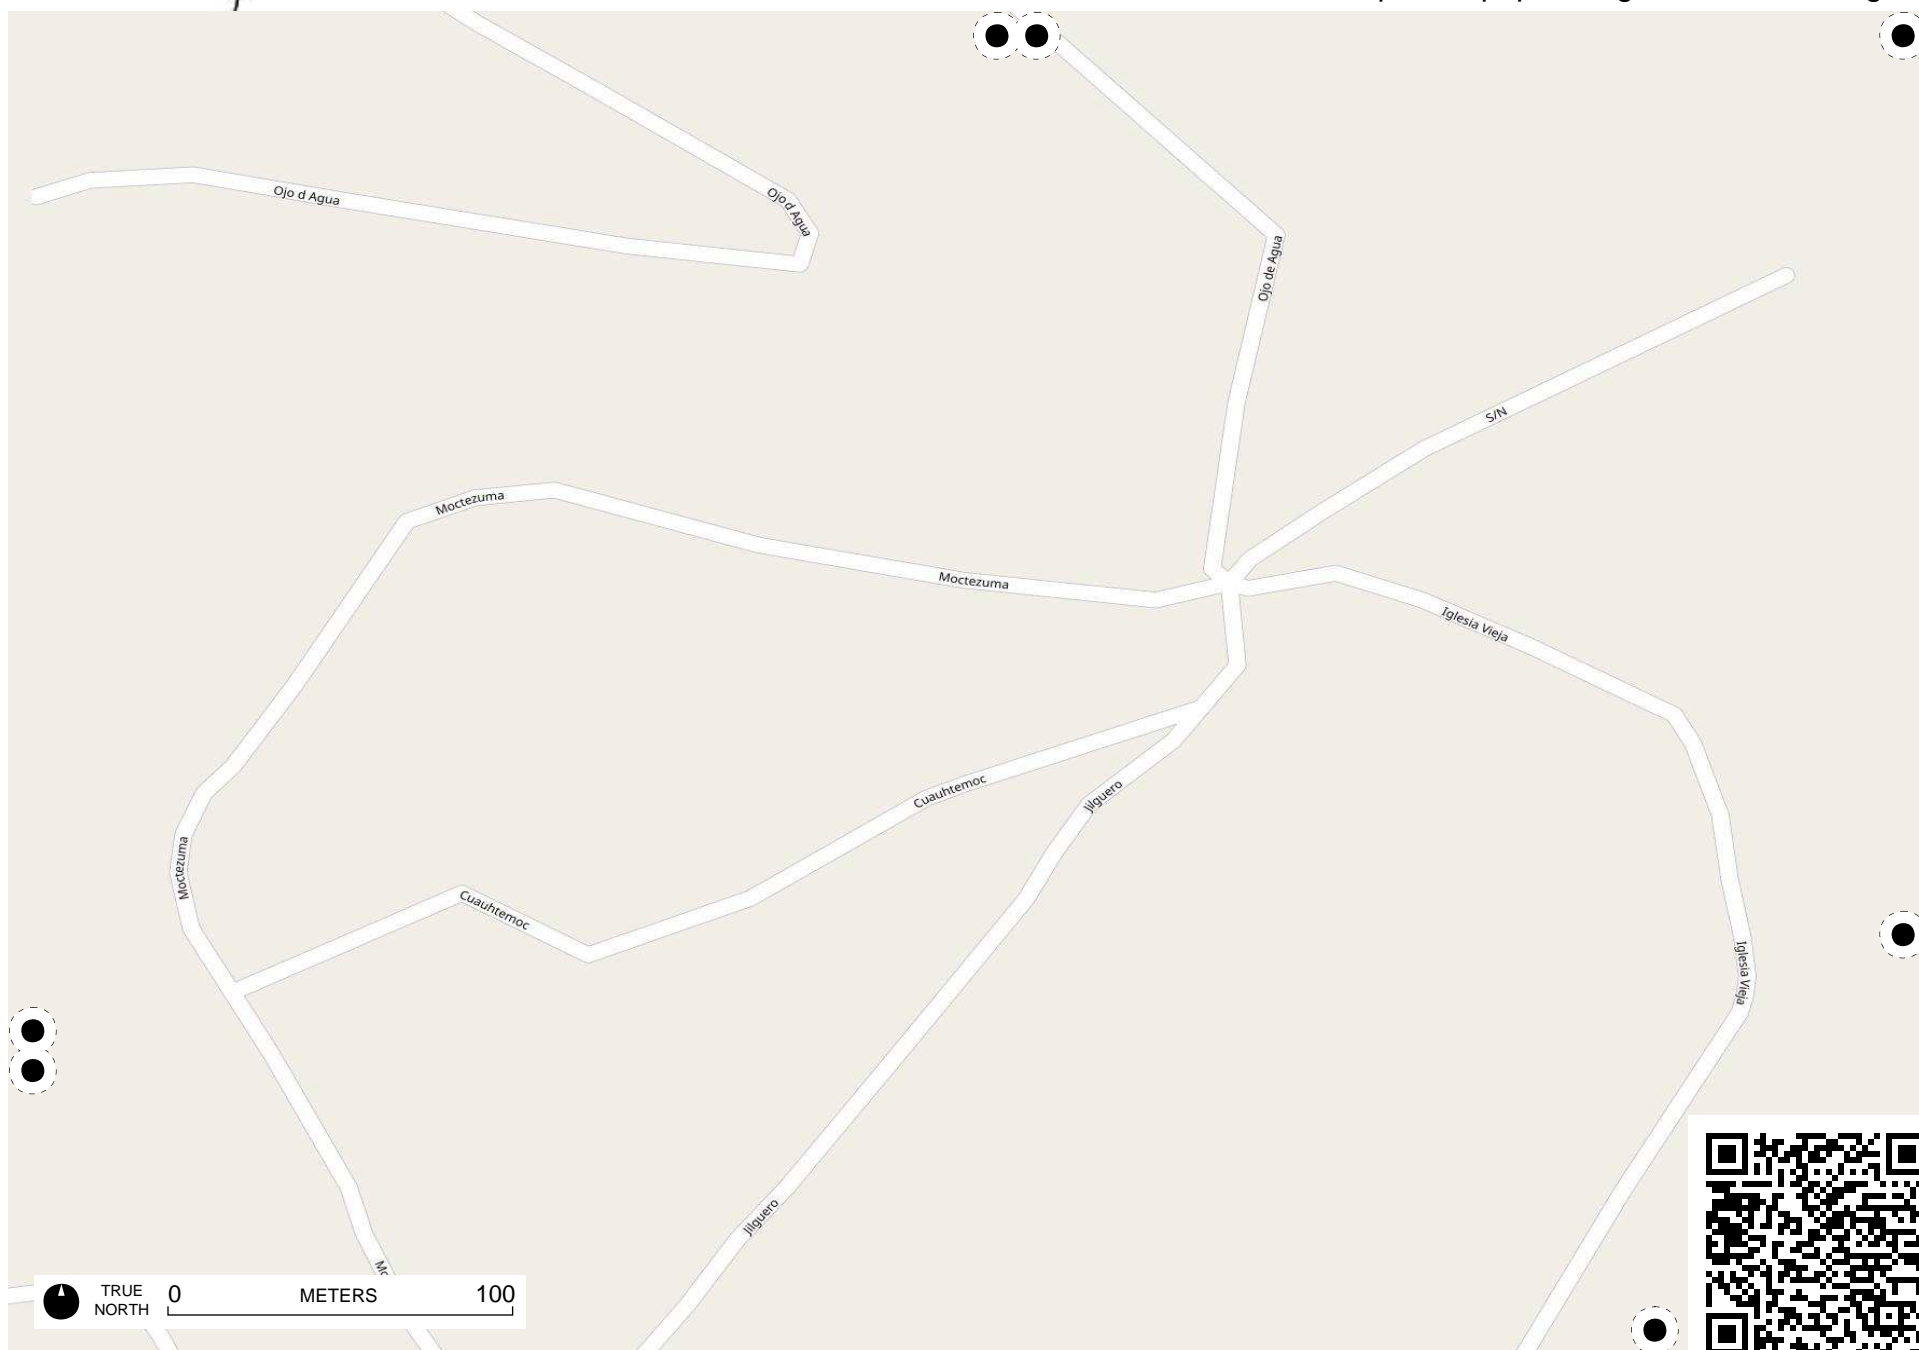 Ojo d Agua
Ojo d Agua
Ojo de Agua
S/N
Moctezuma
Moctezuma
Iglesia Vieja
Cuauhtemoc
Jilguero
Moctezuma
Cuauhtemoc
Iglesia Vieja
Jilguero
Mo
TRUE
NORTH
0 METERS 100